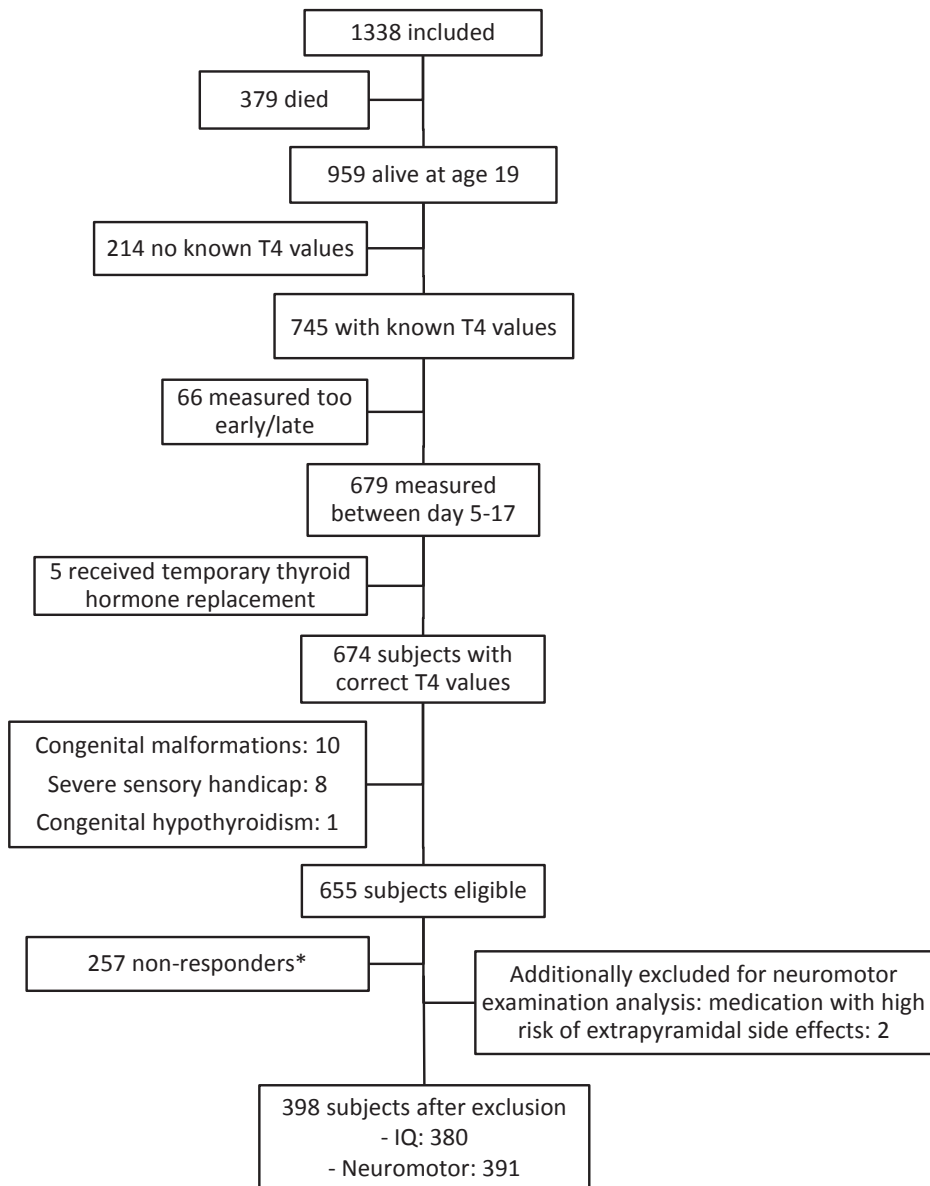 1338 included
379 died
959 alive at age 19
214 no known T4 values
745 with known T4 values
66 measured too
early/late
679 measured
between day 5-17
5 received temporary thyroid
hormone replacement
674 subjects with
correct T4 values
Congenital malformations: 10
Severe sensory handicap: 8
Congenital hypothyroidism: 1
655 subjects eligible
257 non-responders*
Additionally excluded for neuromotor
examination analysis: medication with high
risk of extrapyramidal side effects: 2
398 subjects after exclusion
- IQ: 380
- Neuromotor: 391